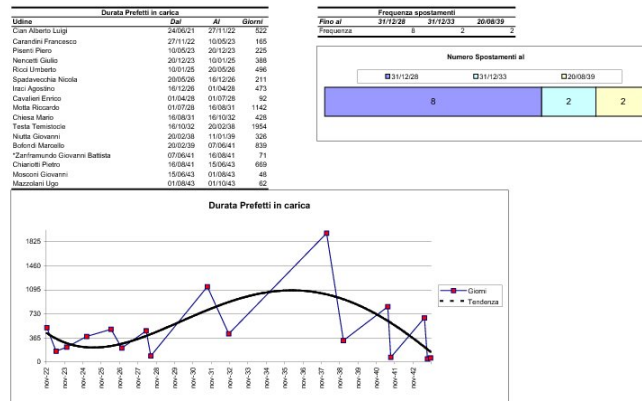 Durata Prefetti in carica
Udine Dal Al Giorni
Cian Alberto Luigi 24/06/21 27/11/22 522
Carandini Francesco 27/11/22 10/05/23 165
Pisenti Piero 10/05/23 20/12/23 225
Nencetti Giulio 20/12/23 10/01/25 388
Ricci Umberto 10/01/25 20/05/26 496
Spadavecchia Nicola 20/05/26 16/12/26 211
Iraci Agostino 16/12/26 01/04/28 473
Cavalieri Enrico 01/04/28 01/07/28 92
Motta Riccardo 01/07/28 16/08/31 1142
Chiesa Mario 16/08/31 16/10/32 428
Testa Temistocle 16/10/32 20/02/38 1954
Niutta Giovanni 20/02/38 11/01/39 326
Bofondi Marcello 20/02/39 07/06/41 839
*Zanframundo Giovanni Battista 07/06/41 16/08/41 71
Chiariotti Pietro 16/08/41 15/06/43 669
Mosconi Giovanni 15/06/43 01/08/43 48
Mazzolani Ugo 01/08/43 01/10/43 62
Frequenza spostamenti
Fino al 31/12/28 31/12/33 20/08/39
Frequenza 8 2 2
Numero Spostamenti al
31/12/28 31/12/33 20/08/39
8 2 2
Durata Prefetti in carica
1825
1460
1095
730
365
0
nov-22 nov-23 nov-24 nov-25 nov-26 nov-27 nov-28 nov-29 nov-30 nov-31 nov-32 nov-33 nov-34 nov-35 nov-36 nov-37 nov-38 nov-39 nov-40 nov-41 nov-42
Giorni
Tendenza